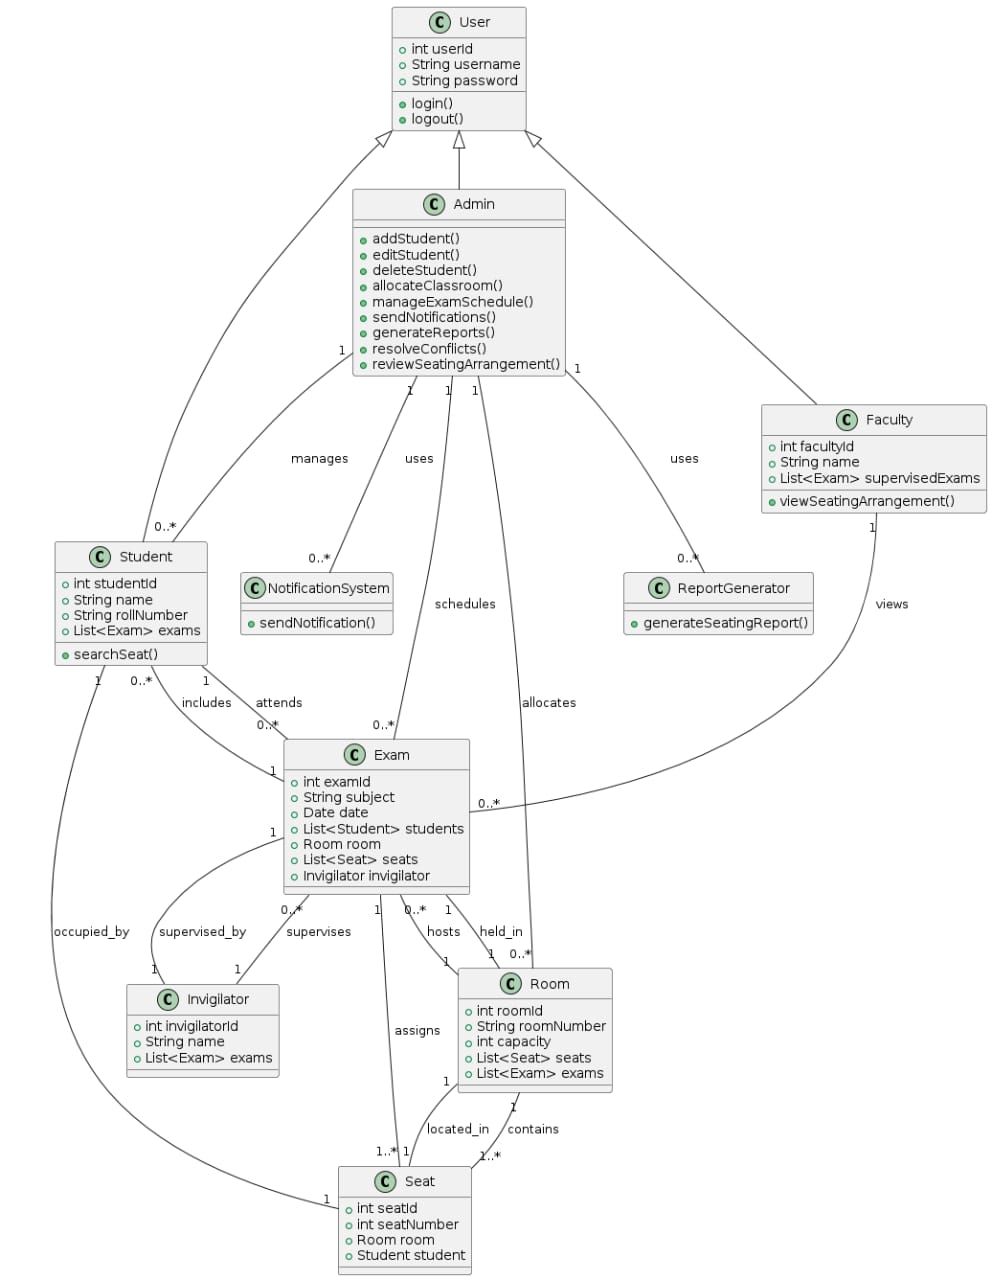 C User
int userId
String username
String password
login()
logout()
C Admin
addStudent()
editStudent()
deleteStudent()
allocateClassroom()
manageExamSchedule()
sendNotifications()
generateReports()
resolveConflicts()
reviewSeatingArrangement()
1
1
1
1
1
C Faculty
int facultyId
String name
List<Exam> supervisedExams
viewSeatingArrangement()
1
manages
uses
uses
0..*
0..*
0..*
C Student
int studentId
String name
String rollNumber
List<Exam> exams
searchSeat()
C NotificationSystem
sendNotification()
C ReportGenerator
generateSeatingReport()
schedules
views
1
0..*
1
includes
attends
allocates
0..*
0..*
1
0..*
C Exam
int examId
String subject
Date date
List<Student> students
Room room
List<Seat> seats
Invigilator invigilator
1
0..*
1
0..*
1
occupied_by
supervised_by
supervises
hosts
held_in
1
1
1
1
0..*
C Invigilator
int invigilatorId
String name
List<Exam> exams
C Room
int roomId
String roomNumber
int capacity
List<Seat> seats
List<Exam> exams
assigns
1
1
located_in
contains
1..*
1
1..*
C Seat
int seatId
int seatNumber
Room room
Student student
1